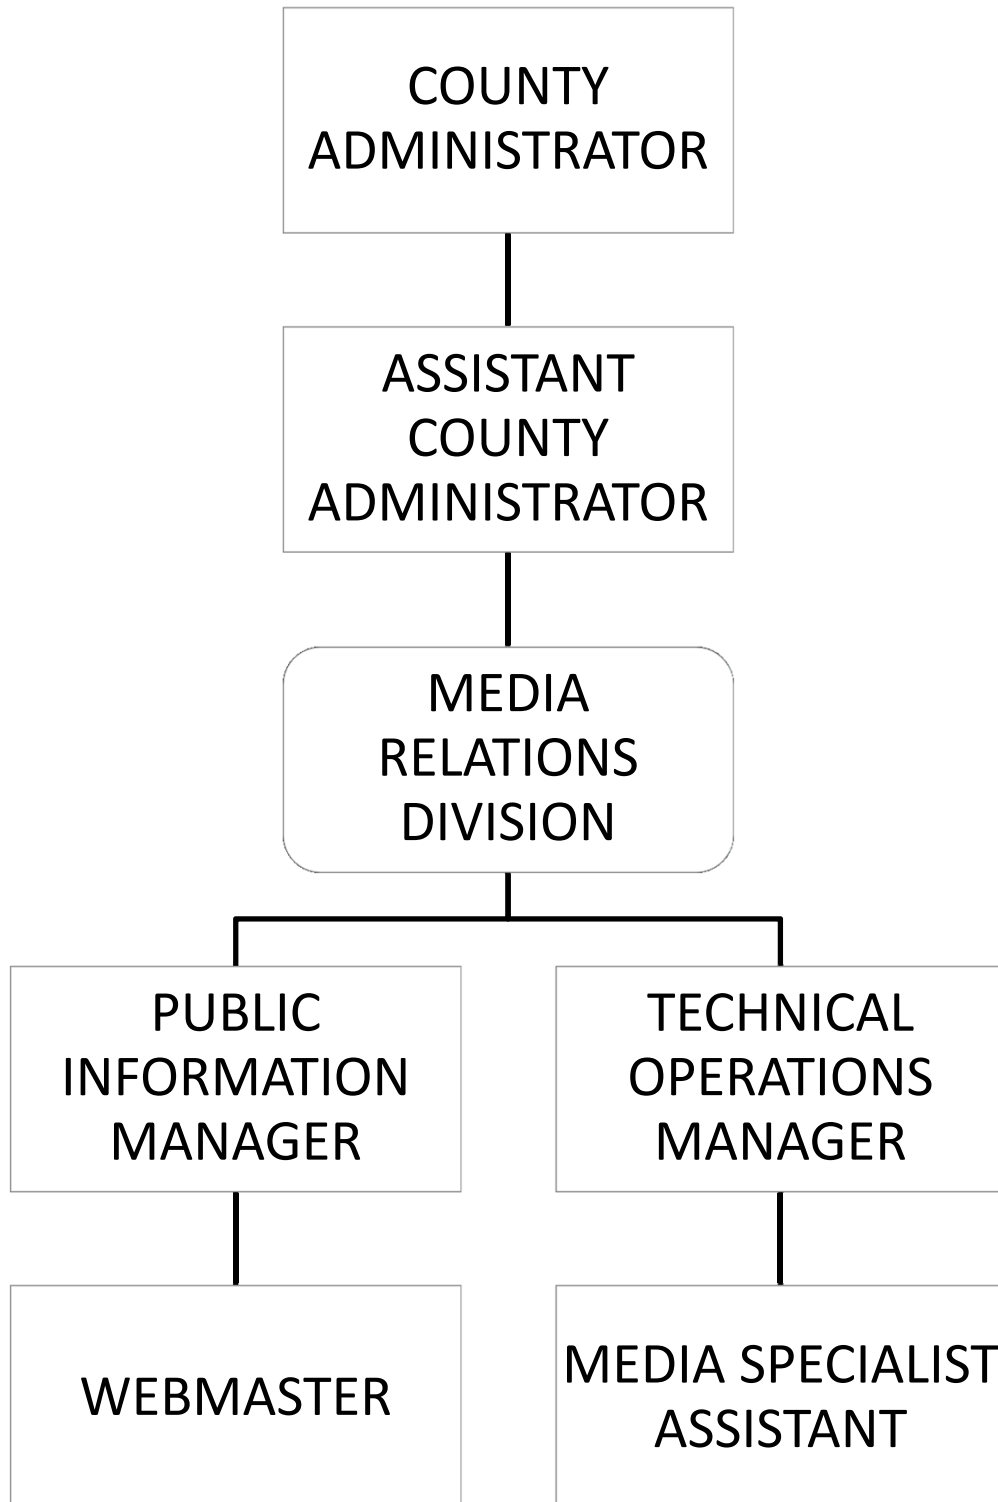 COUNTY
ADMINISTRATOR
ASSISTANT
COUNTY
ADMINISTRATOR
MEDIA
RELATIONS
DIVISION
PUBLIC
INFORMATION
MANAGER
TECHNICAL
OPERATIONS
MANAGER
WEBMASTER
MEDIA SPECIALIST
ASSISTANT